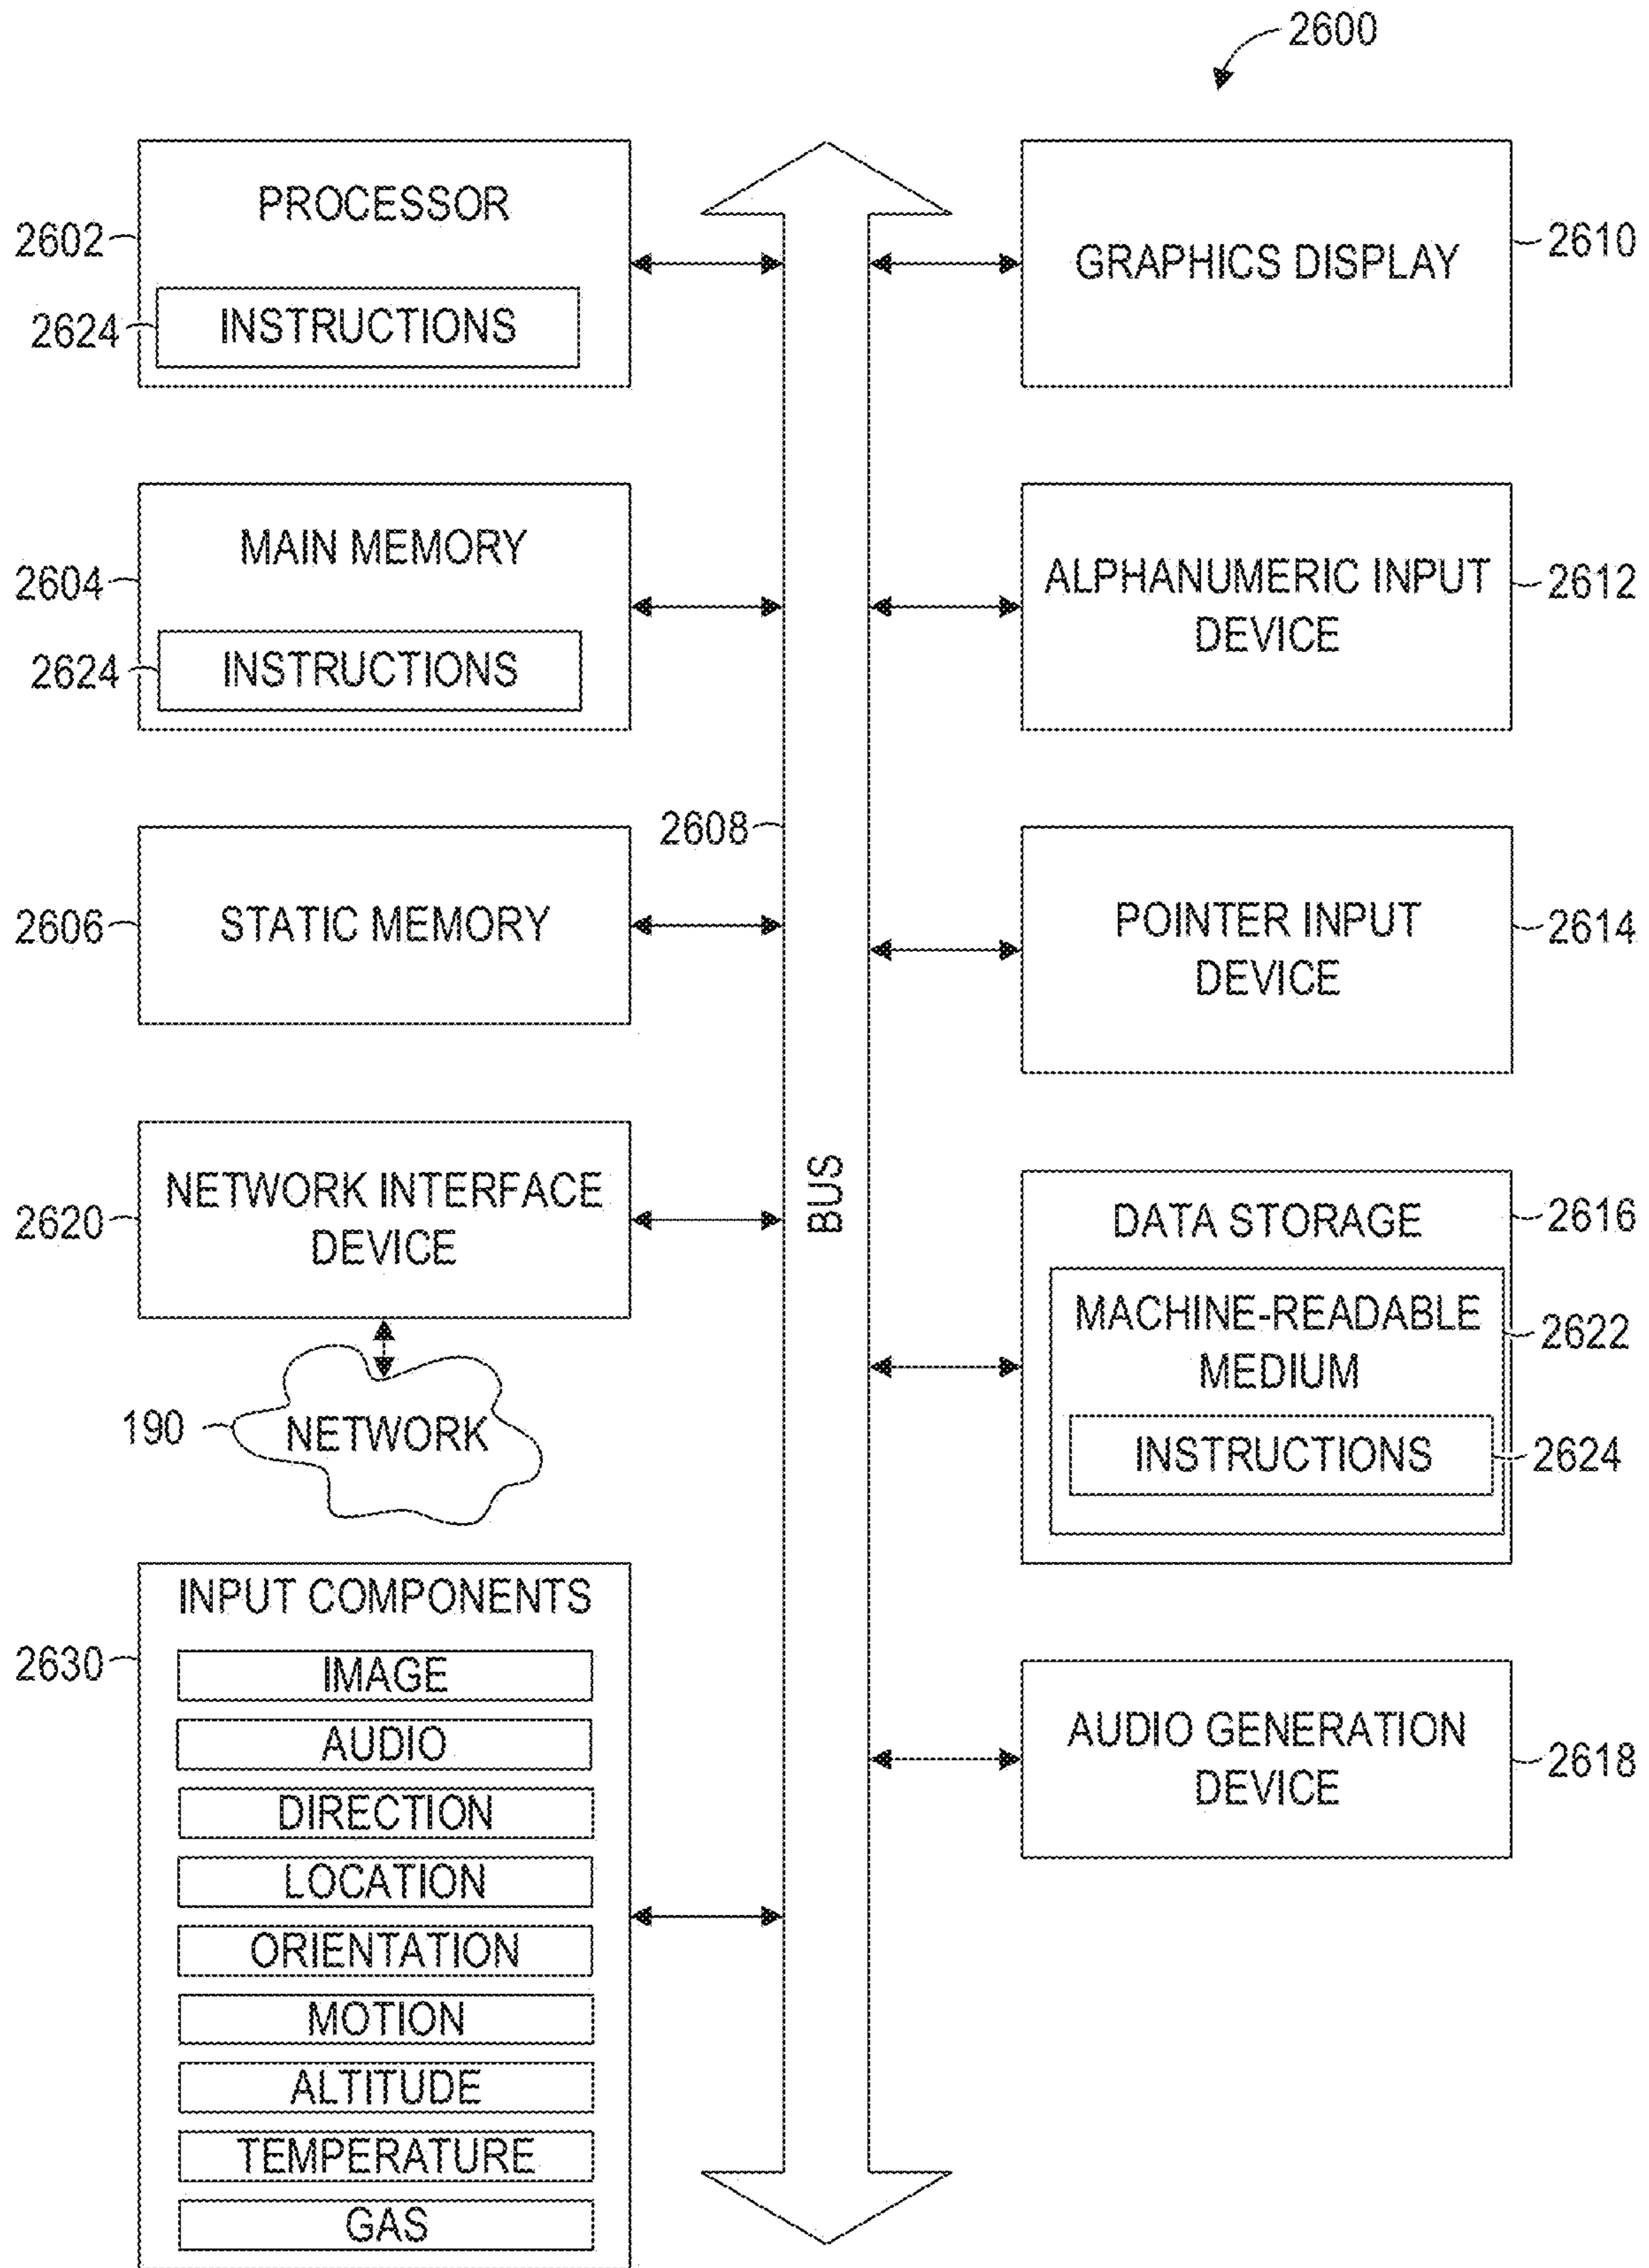 2600
PROCESSOR
2602
INSTRUCTIONS
2624
MAIN MEMORY
2604
INSTRUCTIONS
2624
STATIC MEMORY
2606
2608
BUS
NETWORK INTERFACE
DEVICE
2620
NETWORK
190
INPUT COMPONENTS
2630
IMAGE
AUDIO
DIRECTION
LOCATION
ORIENTATION
MOTION
ALTITUDE
TEMPERATURE
GAS
GRAPHICS DISPLAY
2610
ALPHANUMERIC INPUT
DEVICE
2612
POINTER INPUT
DEVICE
2614
DATA STORAGE
2616
MACHINE-READABLE
MEDIUM
2622
INSTRUCTIONS
2624
AUDIO GENERATION
DEVICE
2618